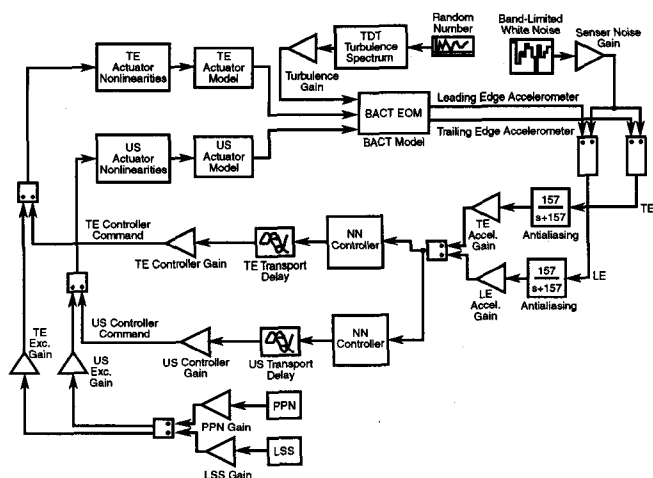 Random
Number
Band-Limited
White Noise
Senser Noise
Gain
TDT
Turbulence
Spectrum
Turbulence
Gain
TE
Actuator
Nonlinearities
TE
Actuator
Model
US
Actuator
Nonlinearities
US
Actuator
Model
BACT EOM
BACT Model
Leading Edge Accelerometer
Trailing Edge Accelerometer
TE Controller
Command
TE Controller Gain
TE Transport
Delay
NN
Controller
TE
Accel.
Gain
157
s+157
Antialiasing
TE
LE
Accel.
Gain
157
s+157
Antialiasing
LE
US Controller
Command
US Controller
Gain
US Transport
Delay
NN
Controller
TE
Exc.
Gain
US
Exc.
Gain
PPN
PPN Gain
LSS
LSS Gain